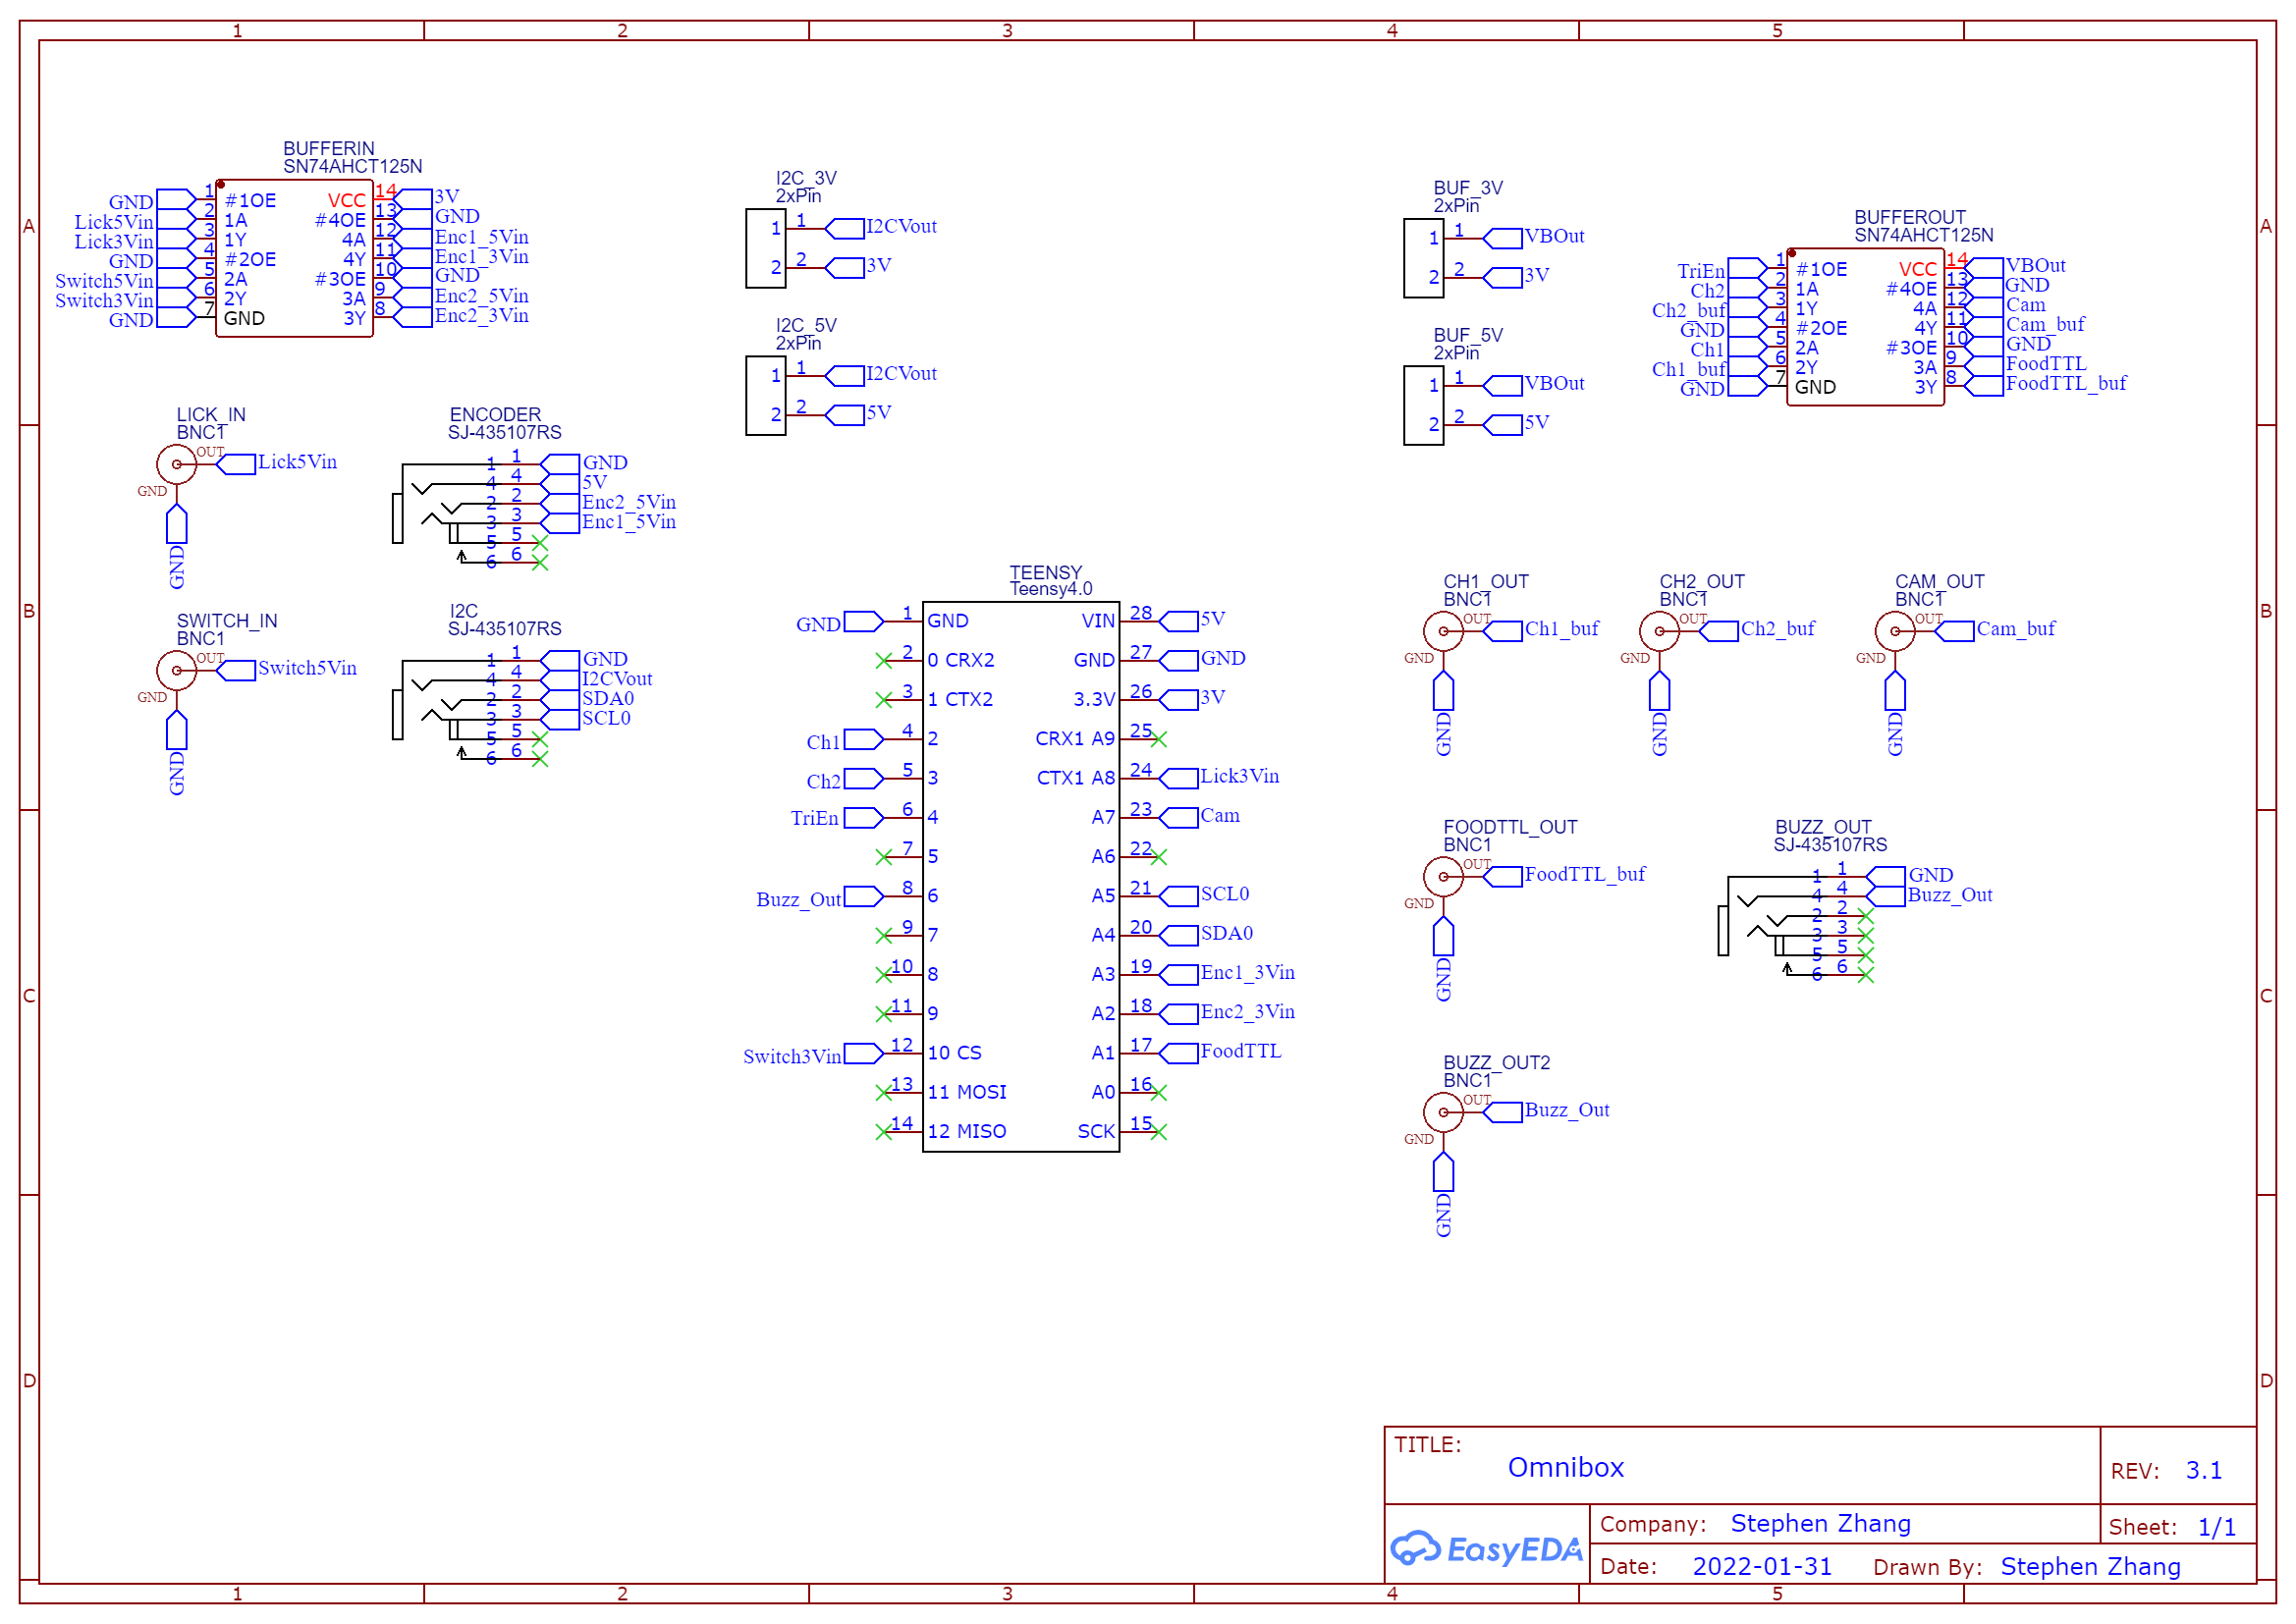 1 2 3 4 5
A A
B B
C C
D D
1 2 3 4 5
BUFFERIN
SN74AHCT125N
GND 1 #1OE VCC 14 3V
Lick5Vin 2 1A #4OE 13 GND
Lick3Vin 3 1Y 4A 12 Enc1_5Vin
GND 4 #2OE 4Y 11 Enc1_3Vin
Switch5Vin 5 2A #3OE 10 GND
Switch3Vin 6 2Y 3A 9 Enc2_5Vin
GND 7 GND 3Y 8 Enc2_3Vin
I2C_3V
2xPin
1 1 I2CVout
2 2 3V
I2C_5V
2xPin
1 1 I2CVout
2 2 5V
BUF_3V
2xPin
1 1 VBOut
2 2 3V
BUF_5V
2xPin
1 1 VBOut
2 2 5V
BUFFEROUT
SN74AHCT125N
TriEn 1 #1OE VCC 14 VBOut
Ch2 2 1A #4OE 13 GND
Ch2_buf 3 1Y 4A 12 Cam
GND 4 #2OE 4Y 11 Cam_buf
Ch1 5 2A #3OE 10 GND
Ch1_buf 6 2Y 3A 9 FoodTTL
GND 7 GND 3Y 8 FoodTTL_buf
LICK_IN
BNC1
OUT Lick5Vin
GND
GND
ENCODER
SJ-435107RS
1 1 GND
4 4 5V
2 2 Enc2_5Vin
3 3 Enc1_5Vin
5 5
6 6
SWITCH_IN
BNC1
OUT Switch5Vin
GND
GND
I2C
SJ-435107RS
1 1 GND
4 4 I2CVout
2 2 SDA0
3 3 SCL0
5 5
6 6
TEENSY
Teensy4.0
GND 1 GND VIN 28 5V
2 0 CRX2 GND 27 GND
3 1 CTX2 3.3V 26 3V
Ch1 4 2 CRX1 A9 25
Ch2 5 3 CTX1 A8 24 Lick3Vin
TriEn 6 4 A7 23 Cam
7 5 A6 22
Buzz_Out 8 6 A5 21 SCL0
9 7 A4 20 SDA0
10 8 A3 19 Enc1_3Vin
11 9 A2 18 Enc2_3Vin
Switch3Vin 12 10 CS A1 17 FoodTTL
13 11 MOSI A0 16
14 12 MISO SCK 15
CH1_OUT
BNC1
OUT Ch1_buf
GND
GND
CH2_OUT
BNC1
OUT Ch2_buf
GND
GND
CAM_OUT
BNC1
OUT Cam_buf
GND
GND
FOODTTL_OUT
BNC1
OUT FoodTTL_buf
GND
GND
BUZZ_OUT
SJ-435107RS
1 1 GND
4 4 Buzz_Out
2 2
3 3
5 5
6 6
BUZZ_OUT2
BNC1
OUT Buzz_Out
GND
GND
TITLE:
Omnibox
REV: 3.1
EasyEDA
Company: Stephen Zhang
Sheet: 1/1
Date: 2022-01-31 Drawn By: Stephen Zhang